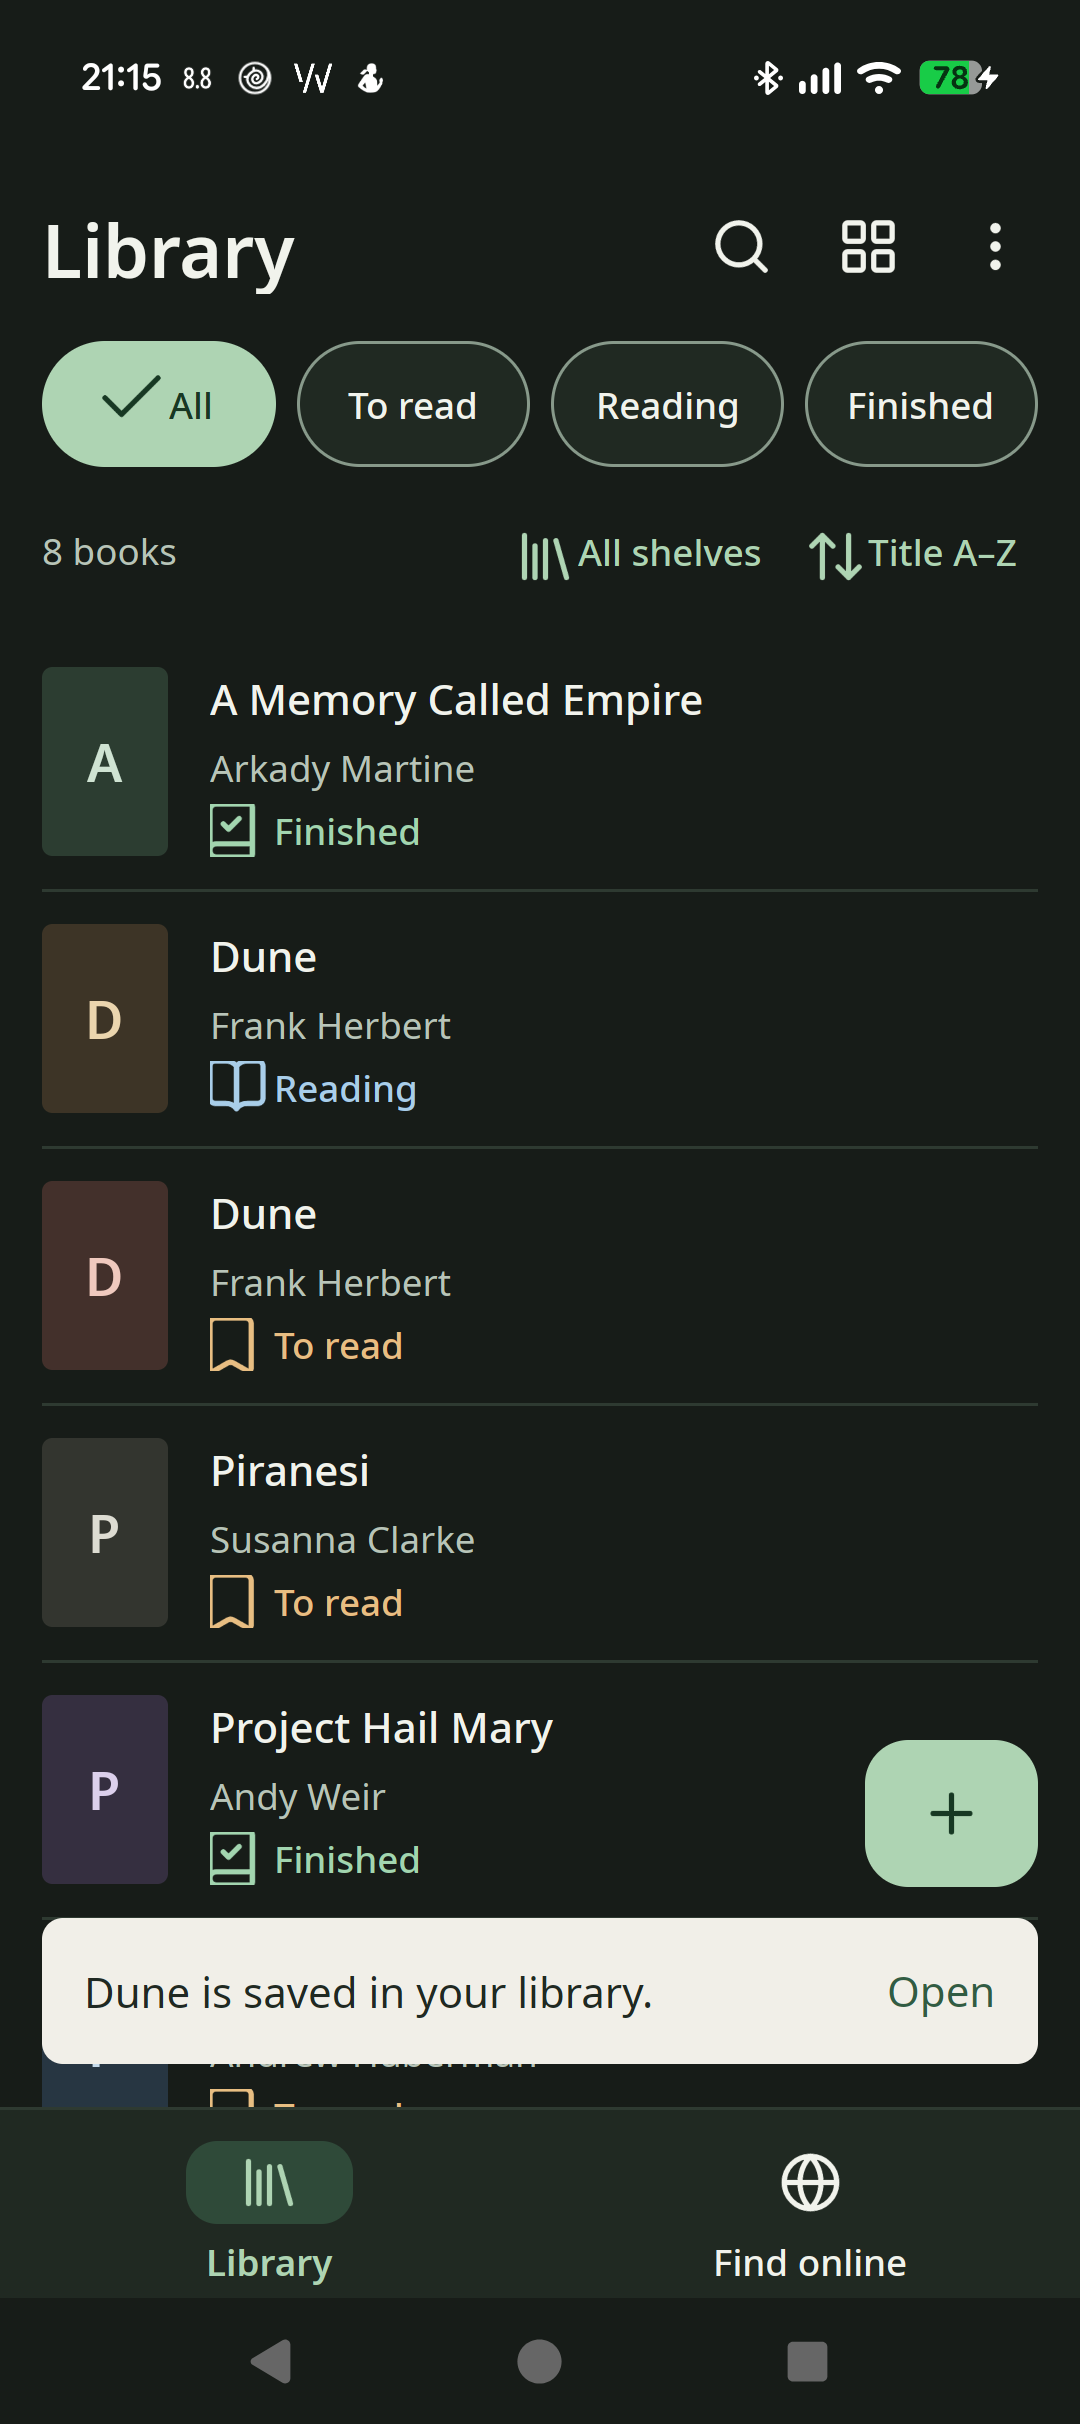 21:15 8.8 78
Library
All To read Reading Finished
8 books All shelves Title A–Z
A
A Memory Called Empire
Arkady Martine
Finished
D
Dune
Frank Herbert
Reading
D
Dune
Frank Herbert
To read
P
Piranesi
Susanna Clarke
To read
P
Project Hail Mary
Andy Weir
Finished
Dune is saved in your library. Open
Library Find online